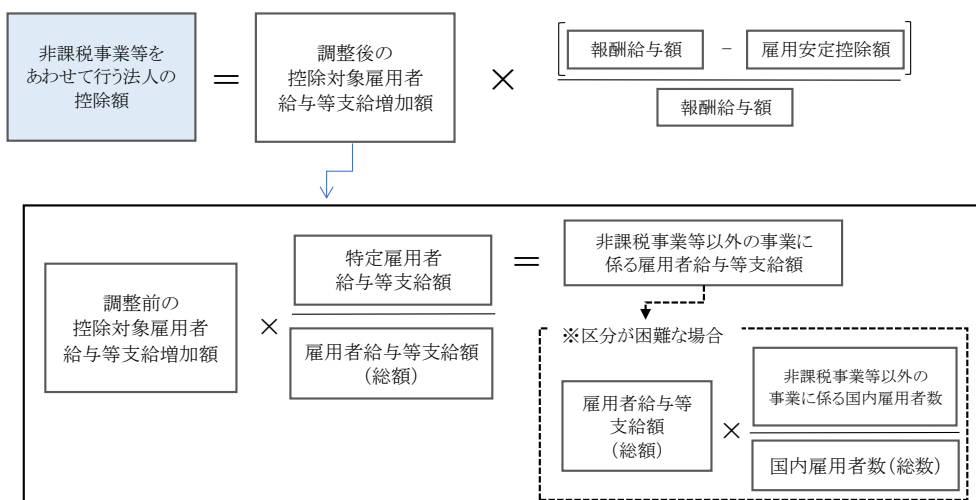 非課税事業等を
あわせて行う法人の
控除額
＝
調整後の
控除対象雇用者
給与等支給増加額
×
報酬給与額
－
雇用安定控除額
報酬給与額
調整前の
控除対象雇用者
給与等支給増加額
×
特定雇用者
給与等支給額
雇用者給与等支給額
(総額)
＝
非課税事業等以外の事業に
係る雇用者給与等支給額
※区分が困難な場合
雇用者給与等
支給額
(総額)
×
非課税事業等以外の
事業に係る国内雇用者数
国内雇用者数(総数)